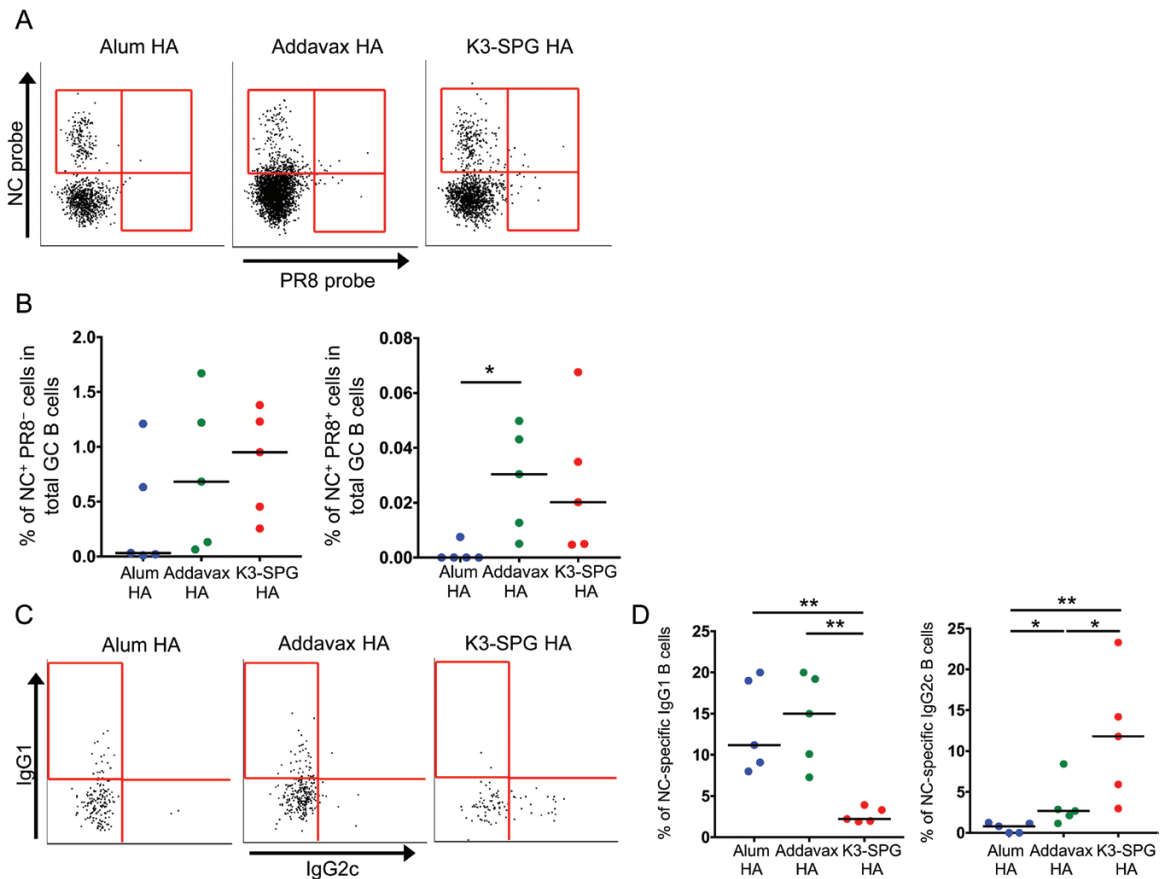 A
Alum HA
Addavax HA
K3-SPG HA
NC probe
PR8 probe
B
% of NC⁺ PR8⁻ cells in
total GC B cells
2.0
1.5
1.0
0.5
0.0
Alum
HA
Addavax
HA
K3-SPG
HA
% of NC⁺ PR8⁺ cells in
total GC B cells
0.08
0.06
0.04
0.02
0.00
*
Alum
HA
Addavax
HA
K3-SPG
HA
C
Alum HA
Addavax HA
K3-SPG HA
IgG1
IgG2c
D
% of NC-specific IgG1 B cells
25
20
15
10
5
0
**
**
Alum
HA
Addavax
HA
K3-SPG
HA
% of NC-specific IgG2c B cells
25
20
15
10
5
0
**
*
*
Alum
HA
Addavax
HA
K3-SPG
HA